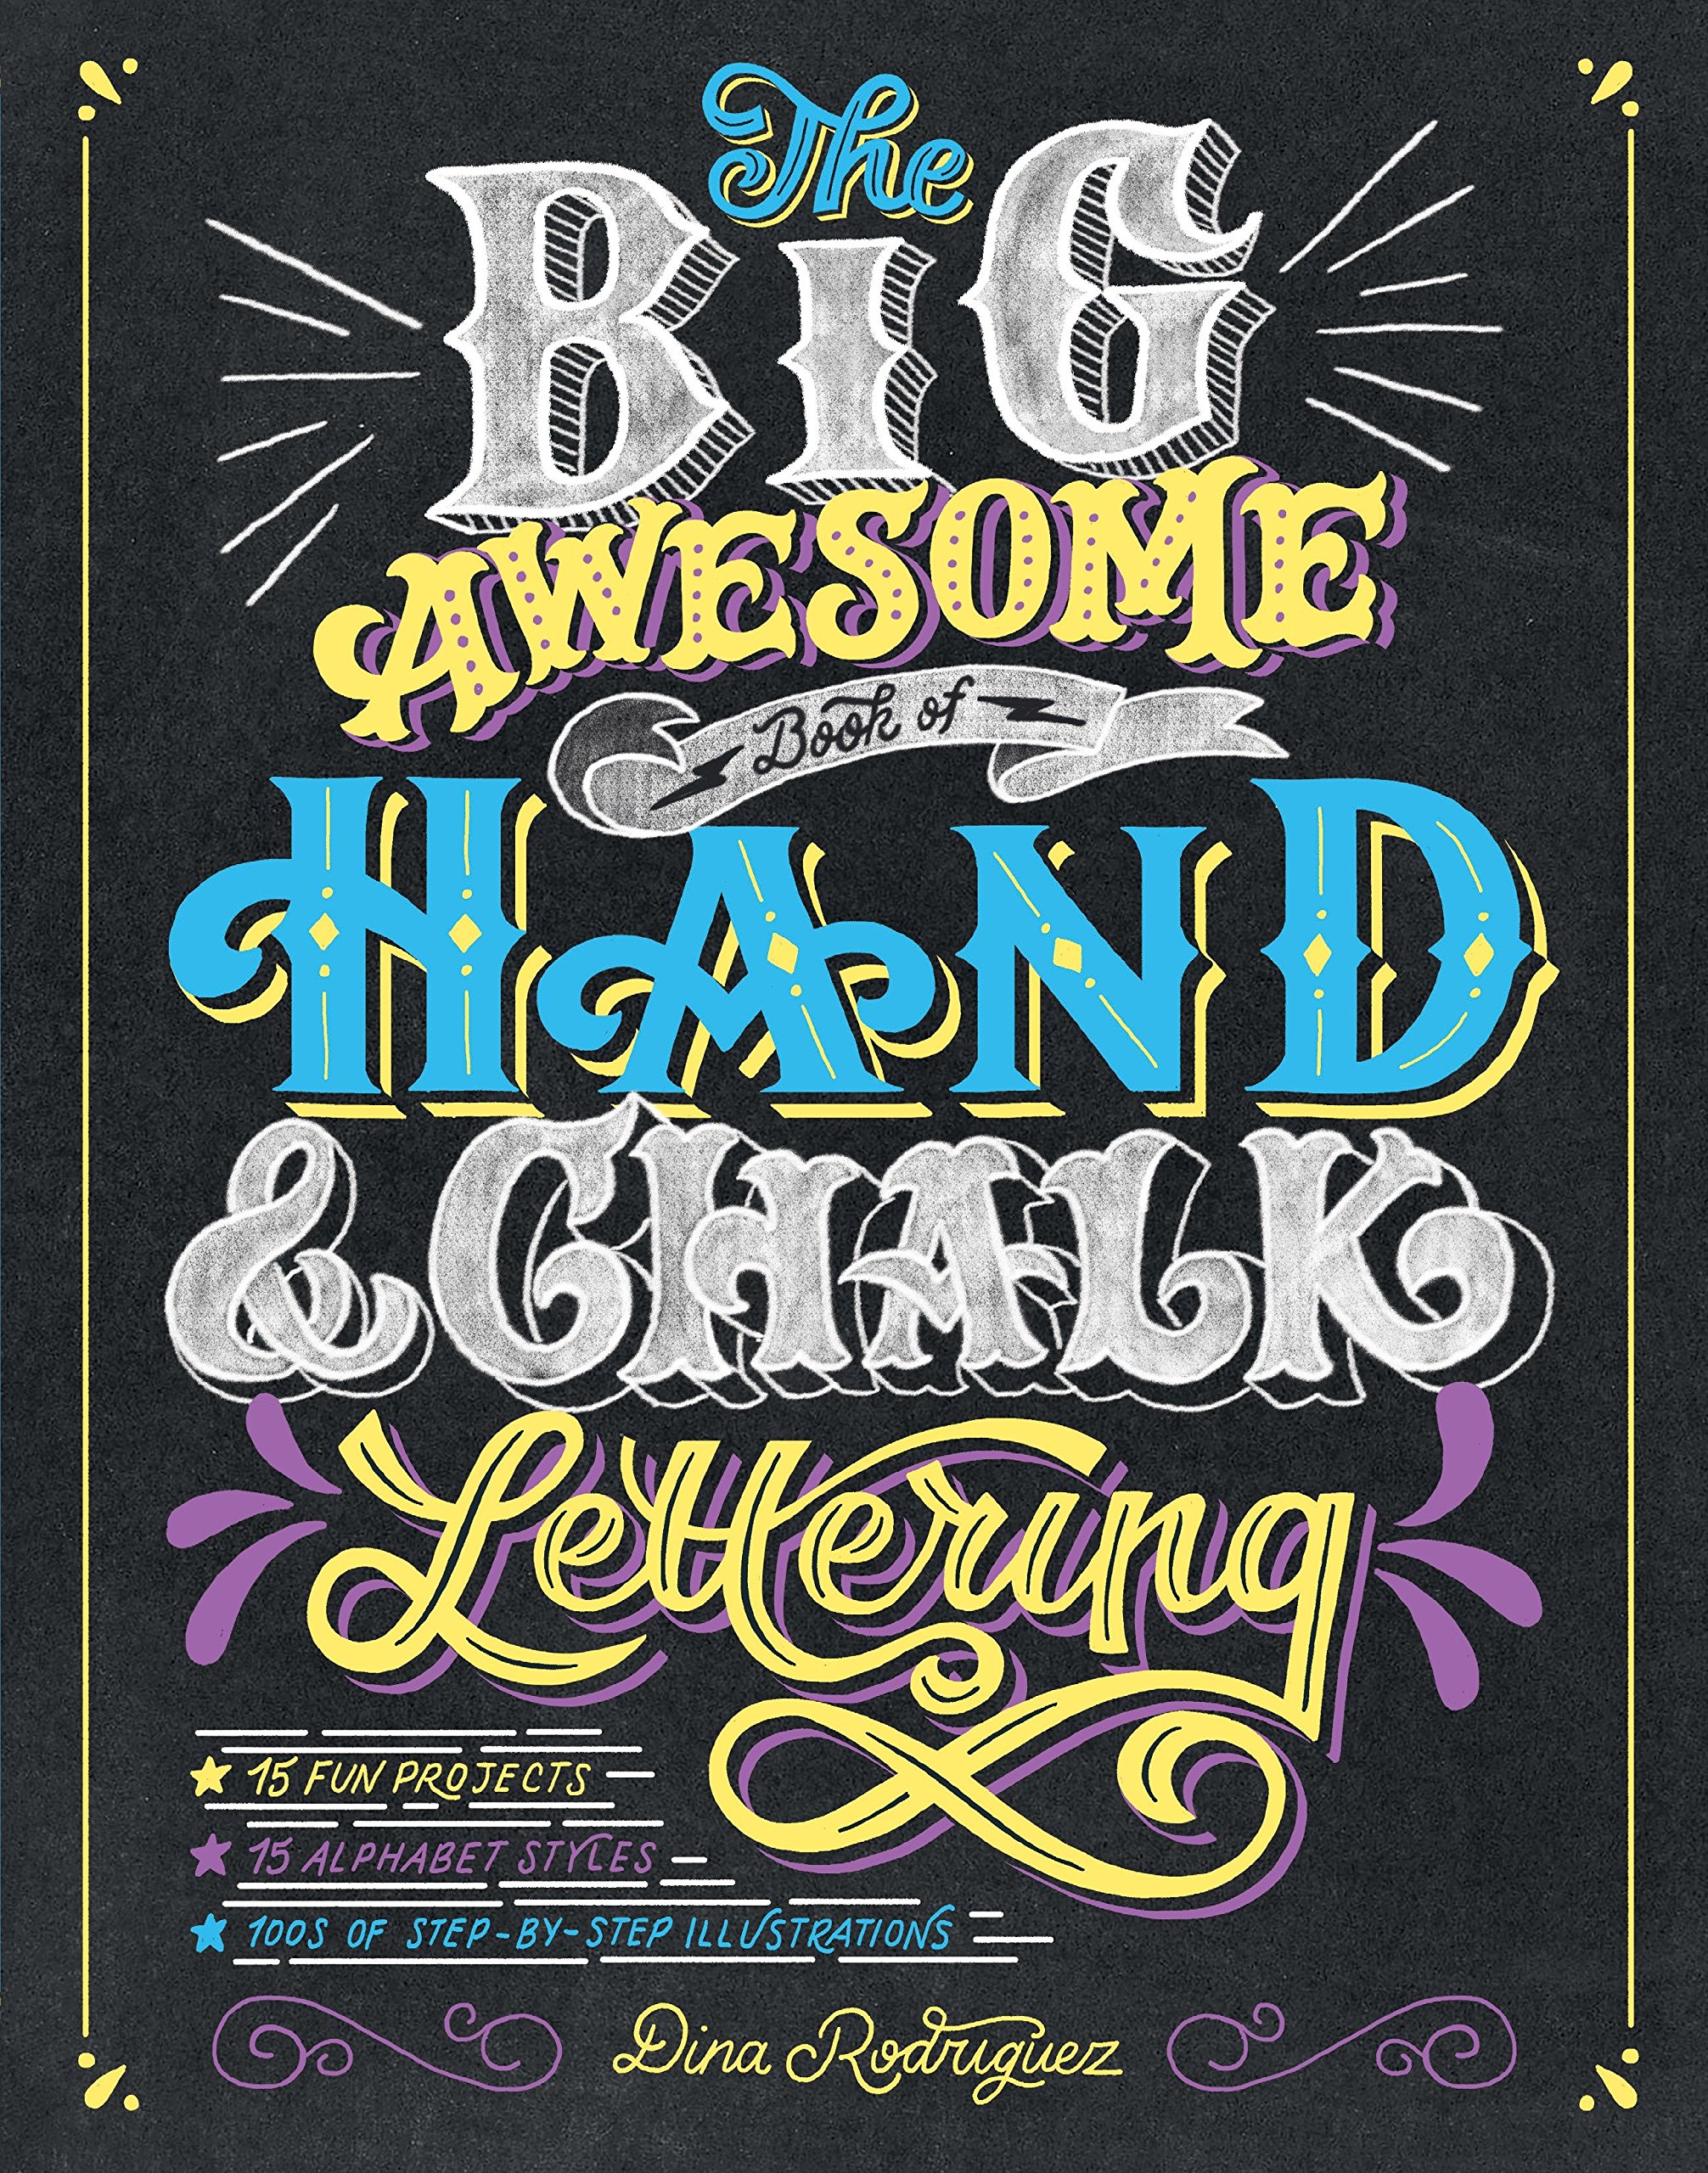 The
BIG
AWESOME
Book of
HAND
& CHALK
Lettering
15 FUN PROJECTS
15 ALPHABET STYLES
100S OF STEP-BY-STEP ILLUSTRATIONS
Dina Rodriguez